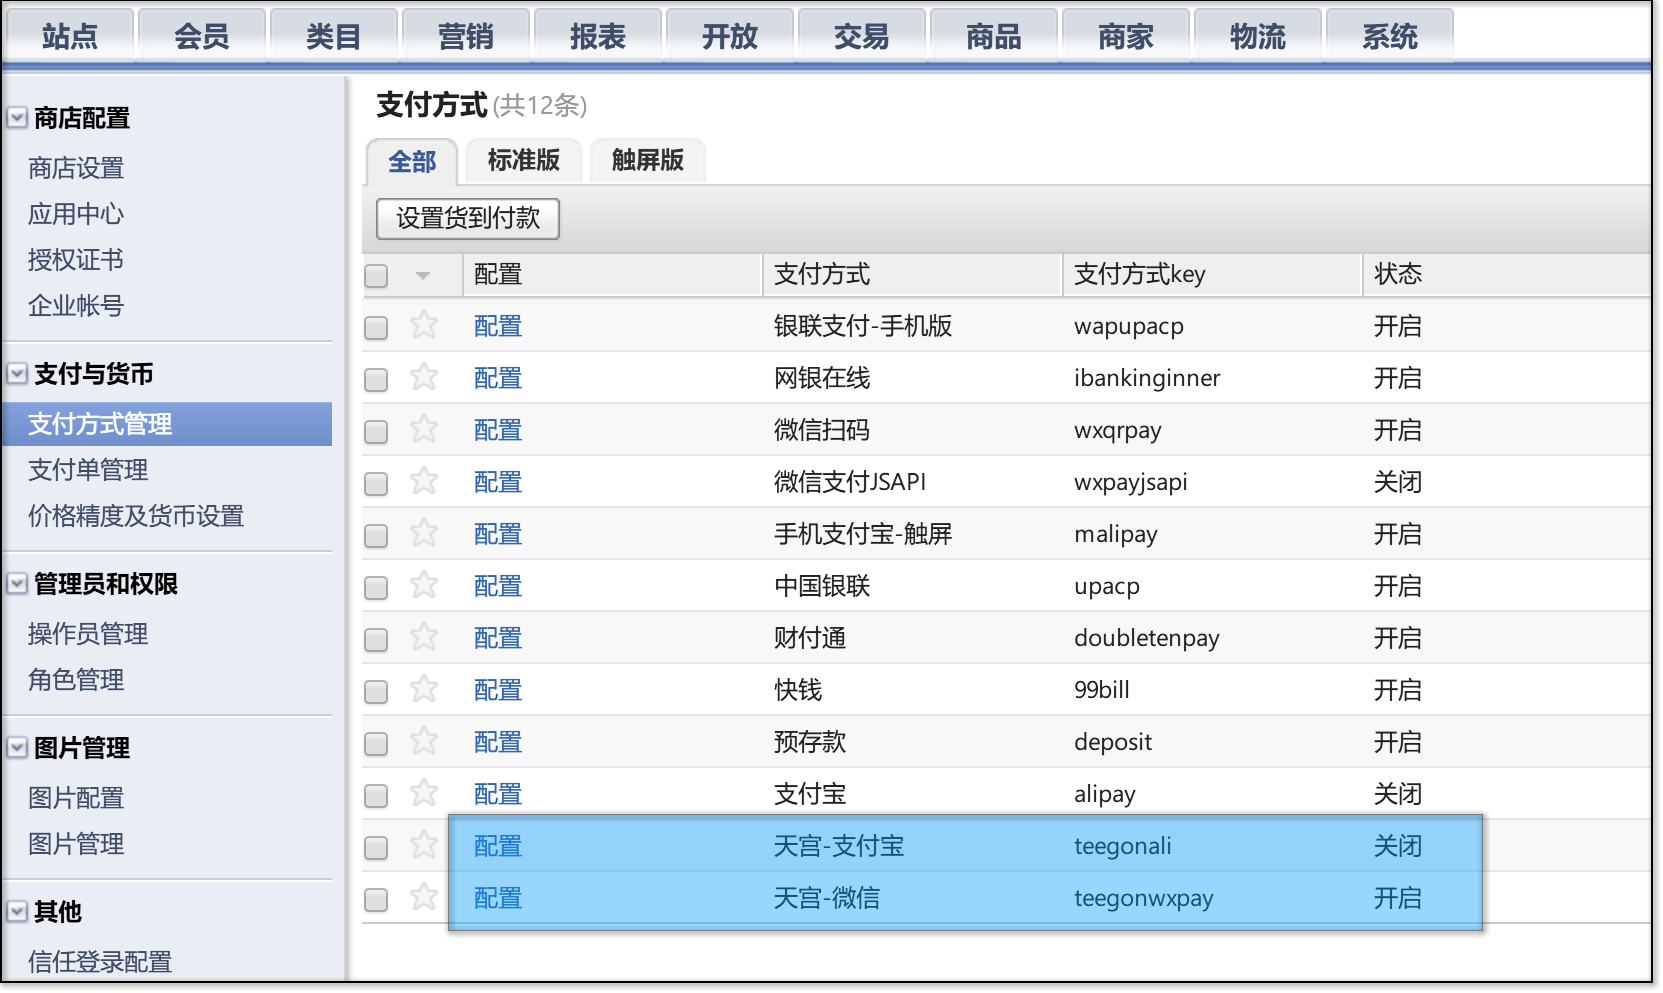 站点 会员 类目 营销 报表 开放 交易 商品 商家 物流 系统
商店配置
商店设置
应用中心
授权证书
企业帐号
支付与货币
支付方式管理
支付单管理
价格精度及货币设置
管理员和权限
操作员管理
角色管理
图片管理
图片配置
图片管理
其他
信任登录配置
支付方式(共12条)
全部 标准版 触屏版
设置货到付款
配置 支付方式 支付方式key 状态
配置 银联支付-手机版 wapupacp 开启
配置 网银在线 ibankinginner 开启
配置 微信扫码 wxqrpay 开启
配置 微信支付JSAPI wxpayjsapi 关闭
配置 手机支付宝-触屏 malipay 开启
配置 中国银联 upacp 开启
配置 财付通 doubletenpay 开启
配置 快钱 99bill 开启
配置 预存款 deposit 开启
配置 支付宝 alipay 关闭
配置 天宫-支付宝 teegonali 关闭
配置 天宫-微信 teegonwxpay 开启